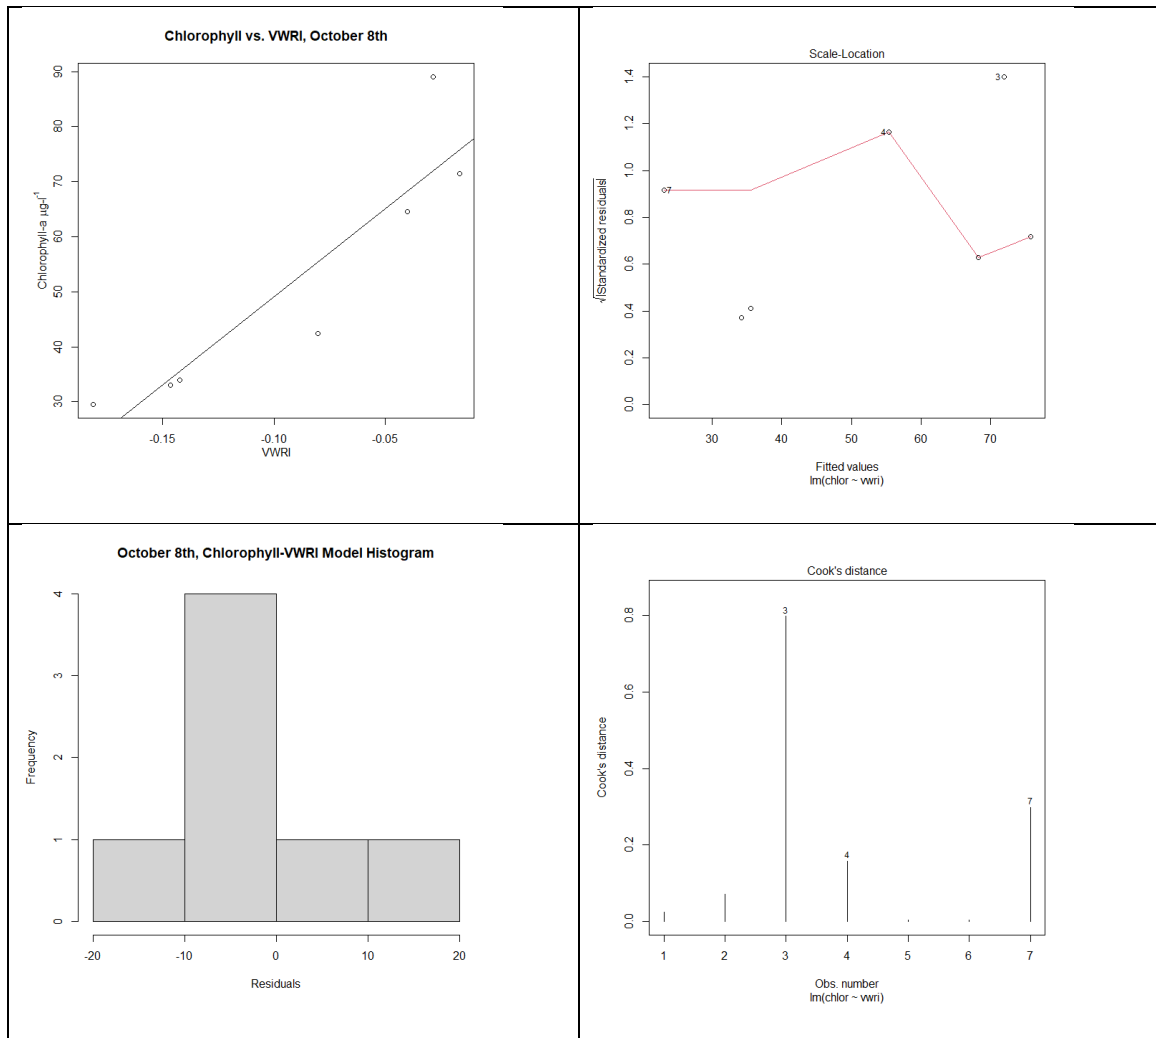 Chlorophyll vs. VWRI, October 8th
90
80
70
60
50
40
30
Chlorophyll-a µg-l⁻¹
-0.15 -0.10 -0.05
VWRI
Scale-Location
1.4
1.2
1.0
0.8
0.6
0.4
0.2
0.0
√|Standardized residuals|
3
4
7
30 40 50 60 70
Fitted values
lm(chlor ~ vwri)
October 8th, Chlorophyll-VWRI Model Histogram
4
3
2
1
0
Frequency
-20 -10 0 10 20
Residuals
Cook's distance
0.8
0.6
0.4
0.2
0.0
Cook's distance
3
4
7
1 2 3 4 5 6 7
Obs. number
lm(chlor ~ vwri)